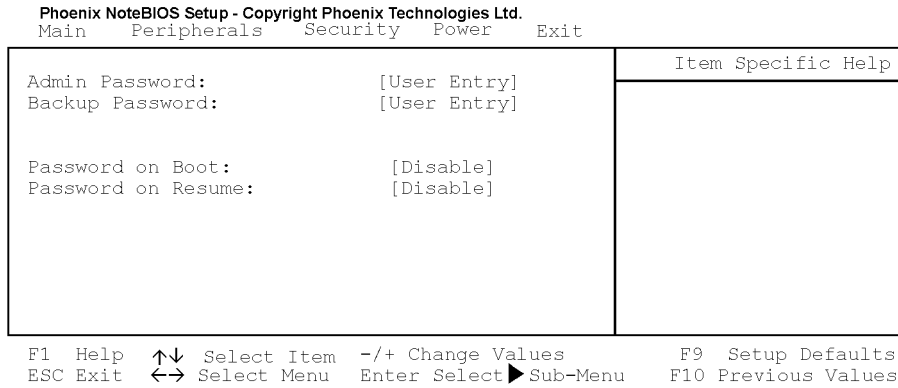 Phoenix NoteBIOS Setup - Copyright Phoenix Technologies Ltd.
Main Peripherals Security Power Exit
Item Specific Help
Admin Password: [User Entry]
Backup Password: [User Entry]
Password on Boot: [Disable]
Password on Resume: [Disable]
F1 Help ↑↓ Select Item -/+ Change Values F9 Setup Defaults
ESC Exit ←→ Select Menu Enter Select ▶ Sub-Menu F10 Previous Values